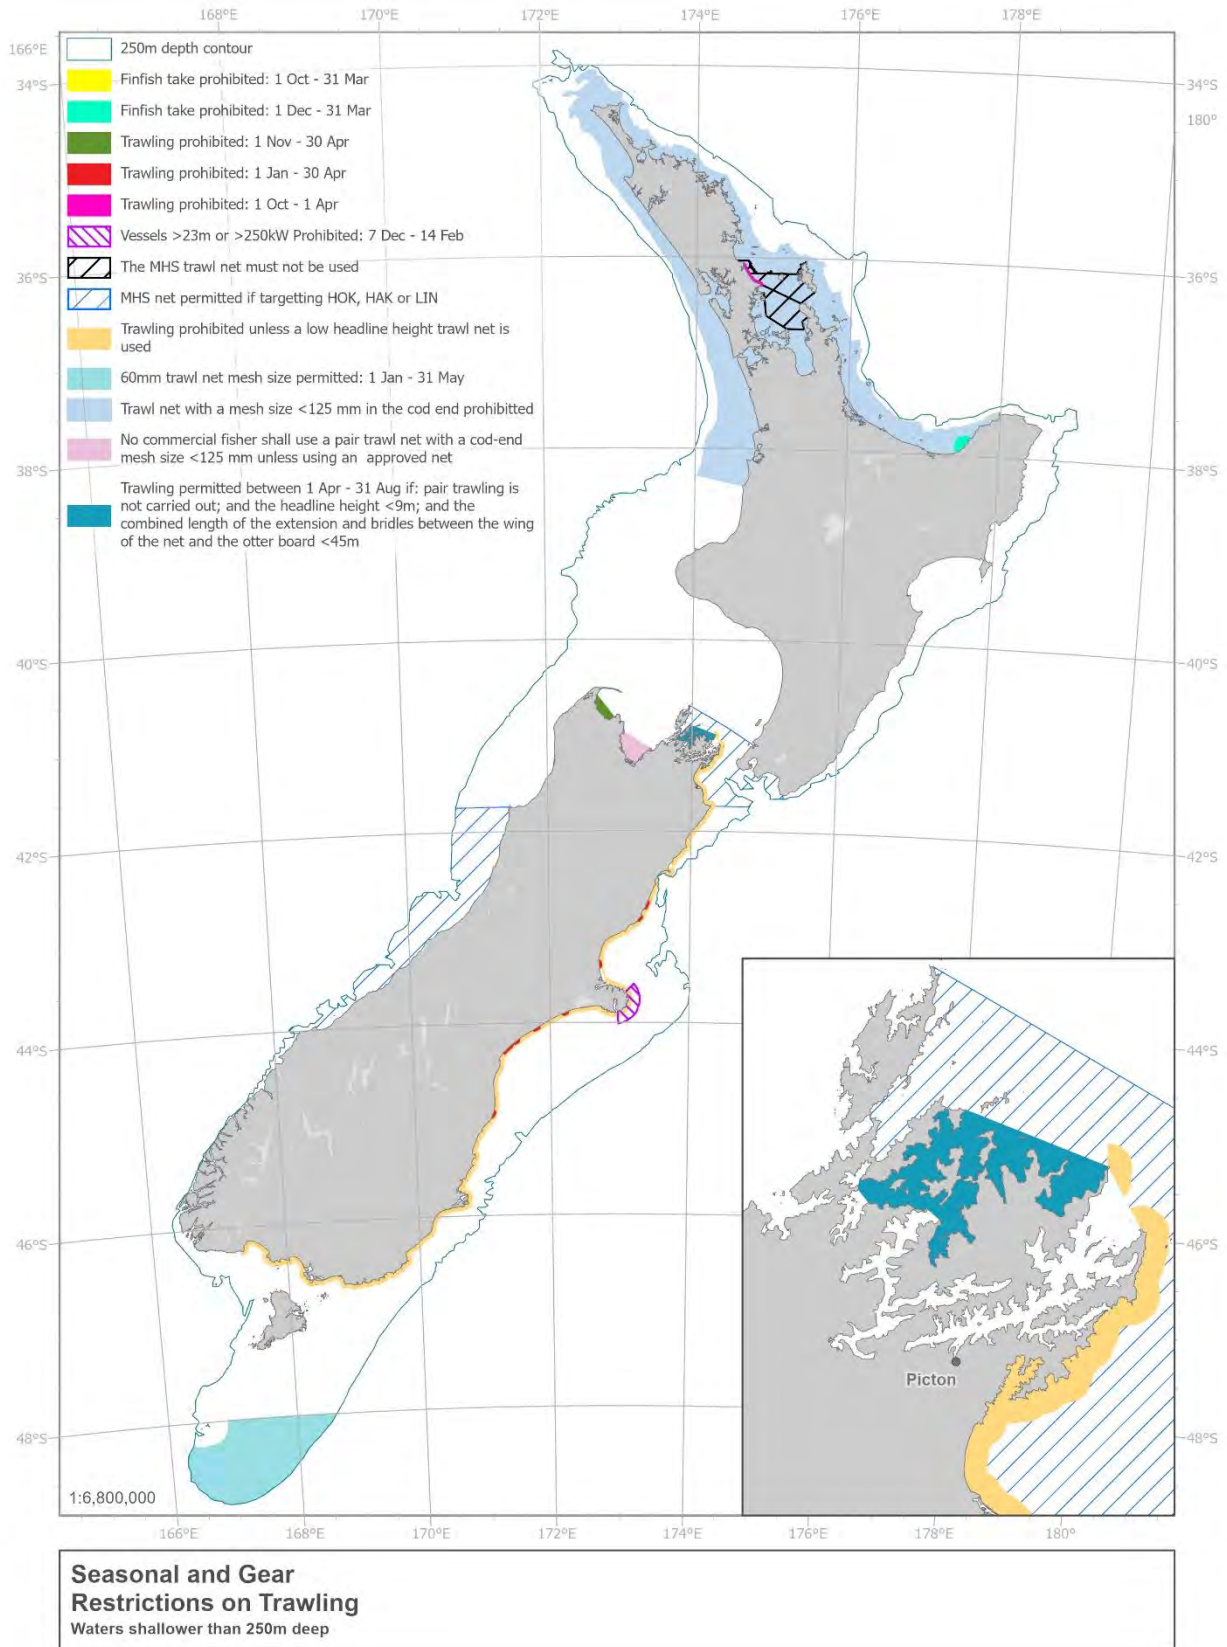 168°E 170°E 172°E 174°E 176°E 178°E
166°E
34°S
34°S
180°
250m depth contour
Finfish take prohibited: 1 Oct - 31 Mar
Finfish take prohibited: 1 Dec - 31 Mar
Trawling prohibited: 1 Nov - 30 Apr
Trawling prohibited: 1 Jan - 30 Apr
Trawling prohibited: 1 Oct - 1 Apr
Vessels >23m or >250kW Prohibited: 7 Dec - 14 Feb
The MHS trawl net must not be used
36°S
36°S
MHS net permitted if targetting HOK, HAK or LIN
Trawling prohibited unless a low headline height trawl net is
used
60mm trawl net mesh size permitted: 1 Jan - 31 May
Trawl net with a mesh size <125 mm in the cod end prohibitted
No commercial fisher shall use a pair trawl net with a cod-end
mesh size <125 mm unless using an approved net
38°S
38°S
Trawling permitted between 1 Apr - 31 Aug if: pair trawling is
not carried out; and the headline height <9m; and the
combined length of the extension and bridles between the wing
of the net and the otter board <45m
40°S
40°S
42°S
42°S
44°S
44°S
46°S
46°S
Picton
48°S
48°S
1:6,800,000
166°E 168°E 170°E 172°E 174°E 176°E 178°E 180°
Seasonal and Gear
Restrictions on Trawling
Waters shallower than 250m deep